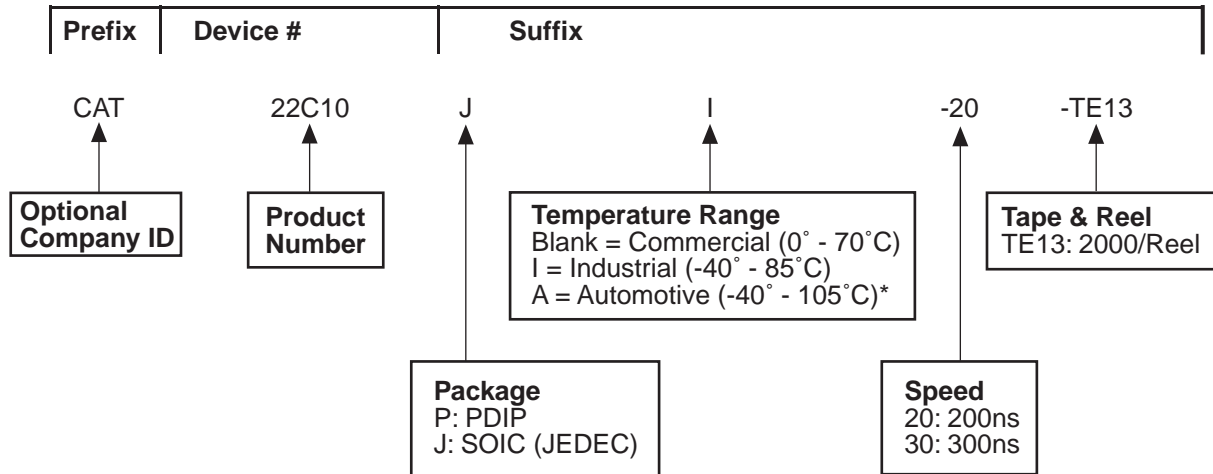 Prefix Device # Suffix
CAT 22C10 J I -20 -TE13
Optional
Company ID
Product
Number
Temperature Range
Blank = Commercial (0˚ - 70˚C)
I = Industrial (-40˚ - 85˚C)
A = Automotive (-40˚ - 105˚C)*
Tape & Reel
TE13: 2000/Reel
Package
P: PDIP
J: SOIC (JEDEC)
Speed
20: 200ns
30: 300ns